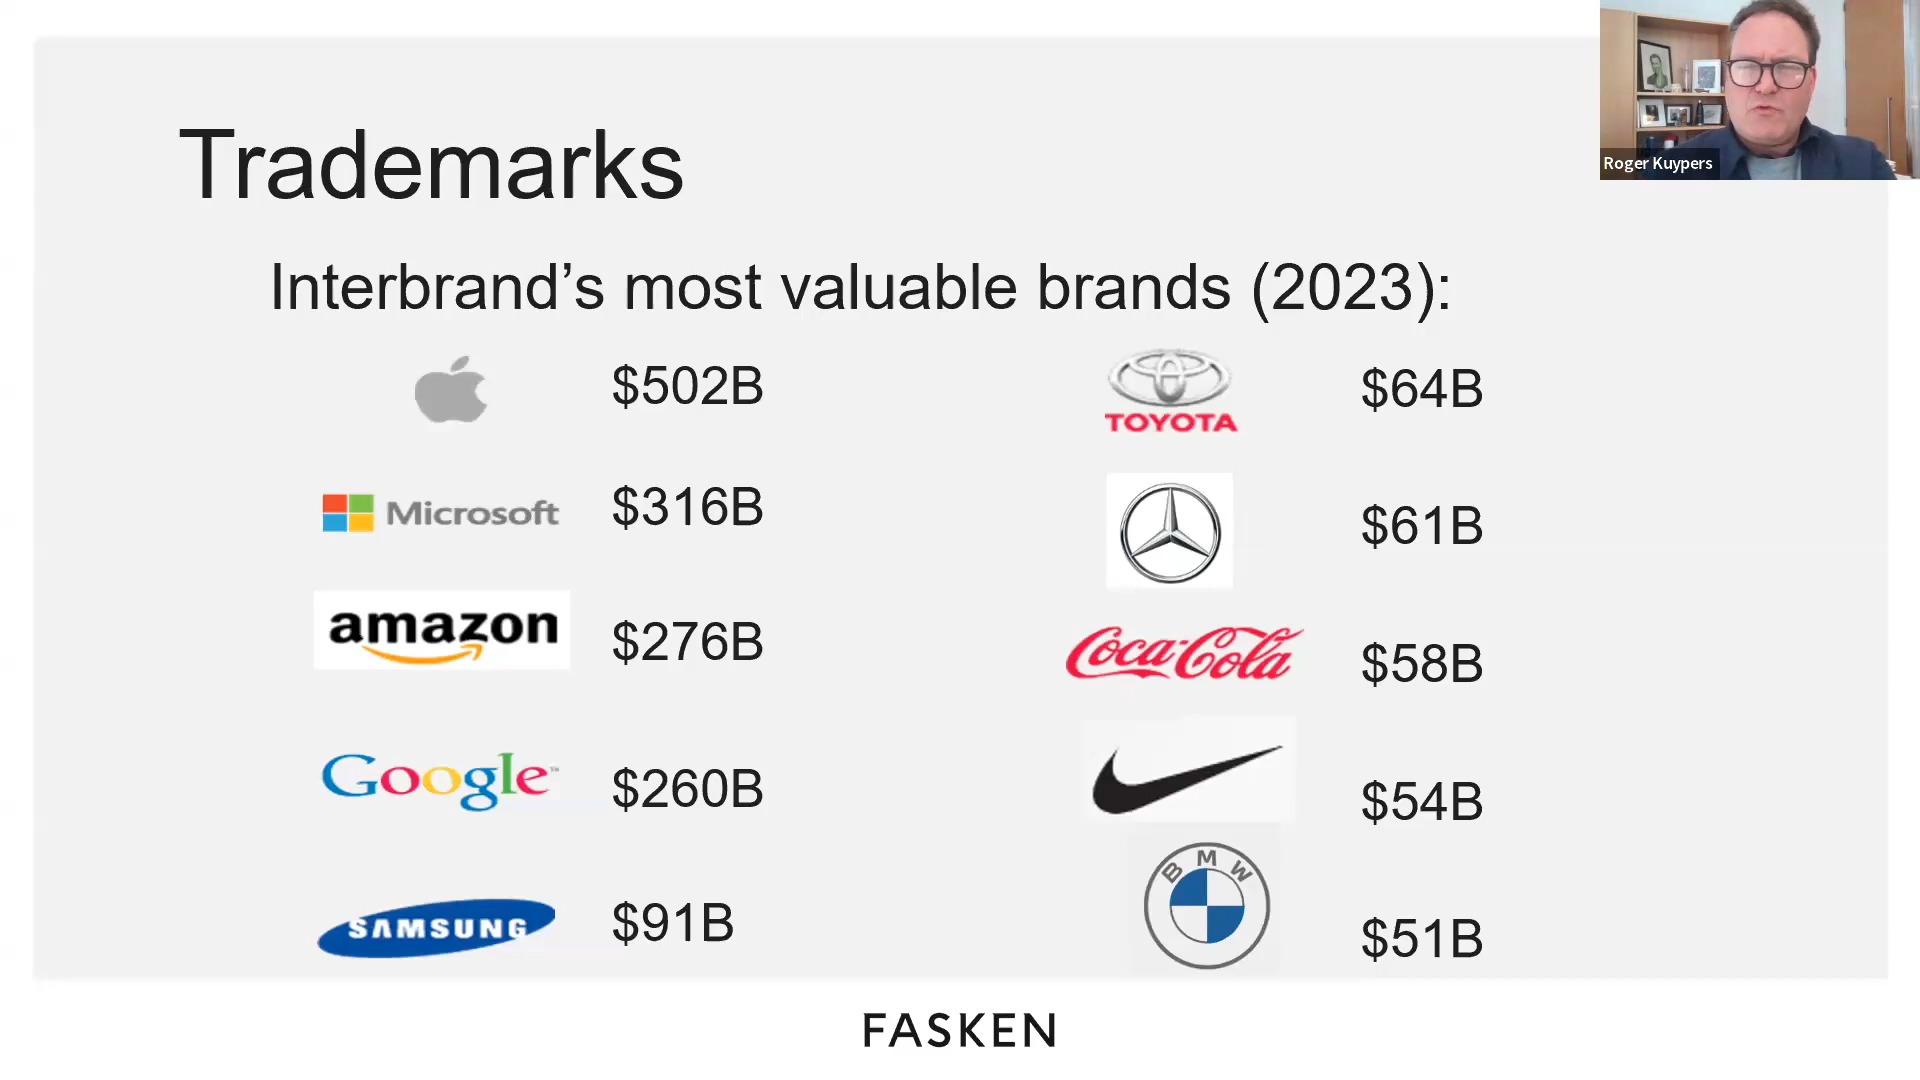 Roger Kuypers
Trademarks
Interbrand’s most valuable brands (2023):
$502B
Microsoft $316B
amazon $276B
Google™ $260B
SAMSUNG $91B
TOYOTA $64B
$61B
Coca-Cola $58B
$54B
BMW $51B
FASKEN